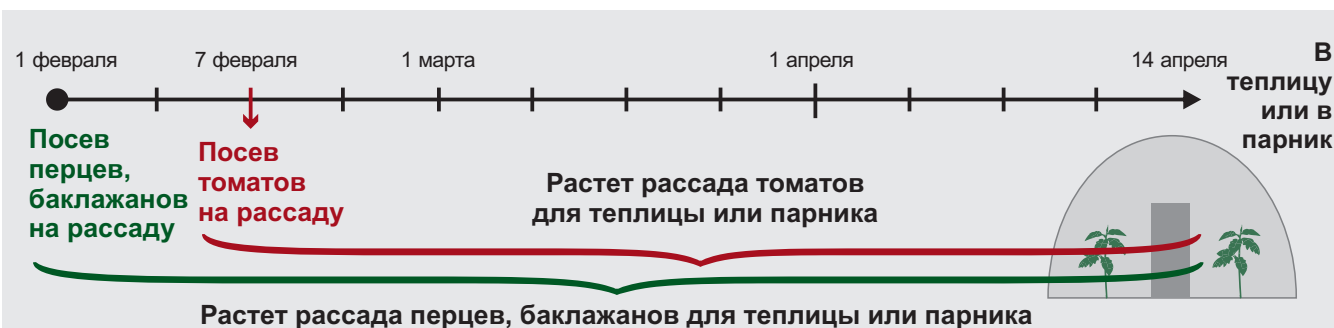 1 февраля 7 февраля 1 марта 1 апреля 14 апреля
В
теплицу
или в
парник
Посев
перцев,
баклажанов
на рассаду
Посев
томатов
на рассаду
Растет рассада томатов
для теплицы или парника
Растет рассада перцев, баклажанов для теплицы или парника